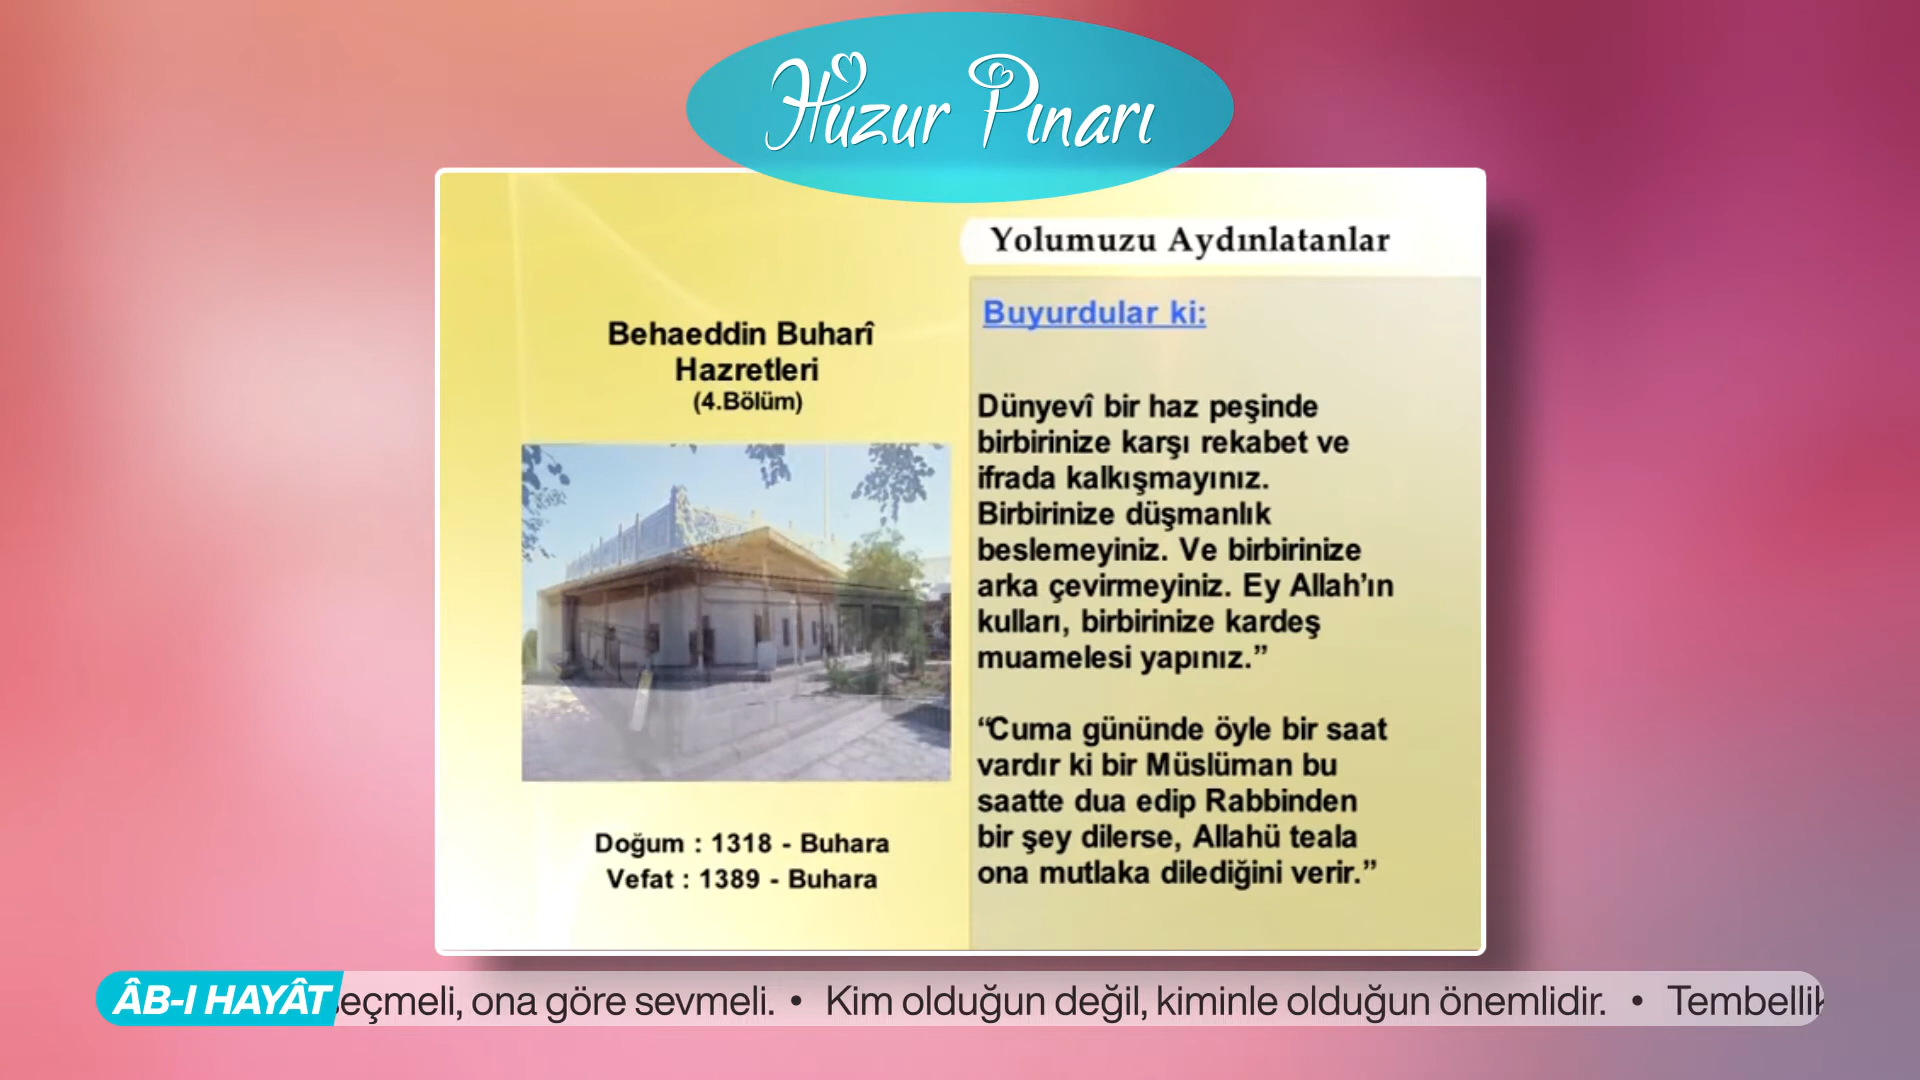 Huzur Pınarı
Yolumuzu Aydınlatanlar
Behaeddin Buharî
Hazretleri
(4.Bölüm)
Doğum : 1318 - Buhara
Vefat : 1389 - Buhara
Buyurdular ki:
Dünyevî bir haz peşinde
birbirinize karşı rekabet ve
ifrada kalkışmayınız.
Birbirinize düşmanlık
beslemeyiniz. Ve birbirinize
arka çevirmeyiniz. Ey Allah’ın
kulları, birbirinize kardeş
muamelesi yapınız.”
“Cuma gününde öyle bir saat
vardır ki bir Müslüman bu
saatte dua edip Rabbinden
bir şey dilerse, Allahü teala
ona mutlaka dilediğini verir.”
ÂB-I HAYÂT
eçmeli, ona göre sevmeli. • Kim olduğun değil, kiminle olduğun önemlidir. • Tembellik